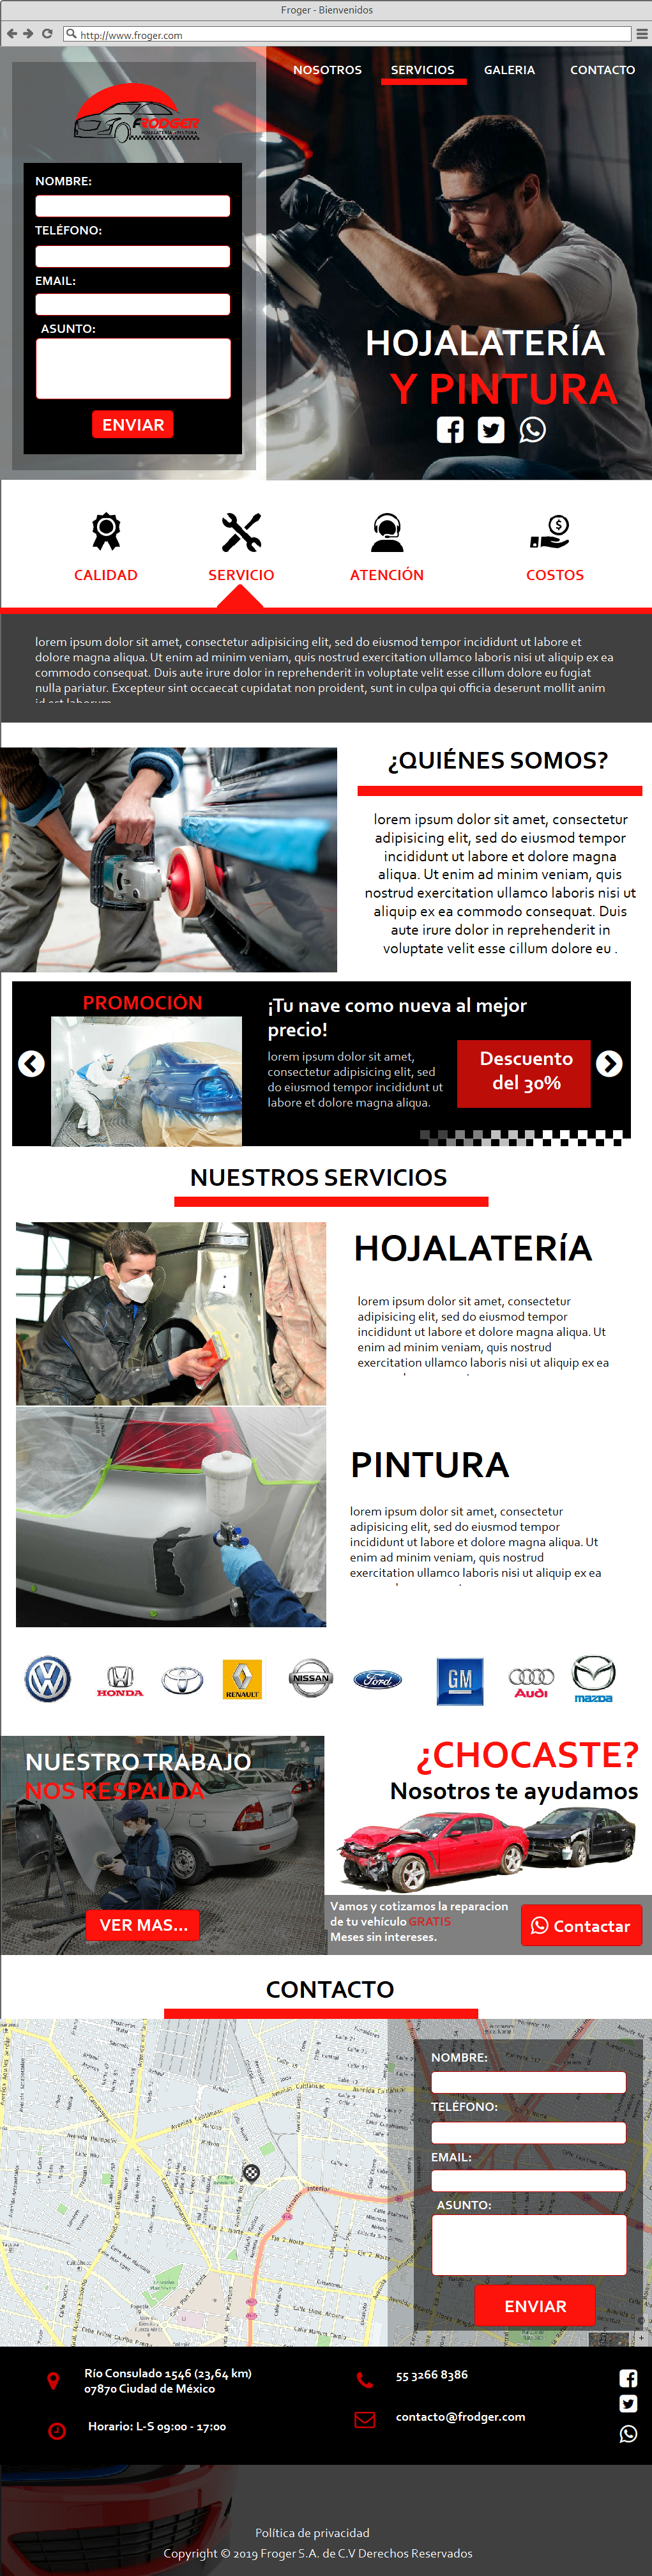 Froger - Bienvenidos
http://www.froger.com
NOSOTROS SERVICIOS GALERIA CONTACTO
FRODGER
HOJALATERÍA Y PINTURA
NOMBRE:
TELÉFONO:
EMAIL:
ASUNTO:
ENVIAR
HOJALATERÍA
Y PINTURA
CALIDAD SERVICIO ATENCIÓN COSTOS
lorem ipsum dolor sit amet, consectetur adipisicing elit, sed do eiusmod tempor incididunt ut labore et
dolore magna aliqua. Ut enim ad minim veniam, quis nostrud exercitation ullamco laboris nisi ut aliquip ex ea
commodo consequat. Duis aute irure dolor in reprehenderit in voluptate velit esse cillum dolore eu fugiat
nulla pariatur. Excepteur sint occaecat cupidatat non proident, sunt in culpa qui officia deserunt mollit anim
id est laborum
¿QUIÉNES SOMOS?
lorem ipsum dolor sit amet, consectetur
adipisicing elit, sed do eiusmod tempor
incididunt ut labore et dolore magna
aliqua. Ut enim ad minim veniam, quis
nostrud exercitation ullamco laboris nisi ut
aliquip ex ea commodo consequat. Duis
aute irure dolor in reprehenderit in
voluptate velit esse cillum dolore eu .
PROMOCIÓN
¡Tu nave como nueva al mejor
precio!
lorem ipsum dolor sit amet,
consectetur adipisicing elit, sed
do eiusmod tempor incididunt ut
labore et dolore magna aliqua.
Descuento
del 30%
NUESTROS SERVICIOS
HOJALATERíA
lorem ipsum dolor sit amet, consectetur
adipisicing elit, sed do eiusmod tempor
incididunt ut labore et dolore magna aliqua. Ut
enim ad minim veniam, quis nostrud
exercitation ullamco laboris nisi ut aliquip ex ea
PINTURA
lorem ipsum dolor sit amet, consectetur
adipisicing elit, sed do eiusmod tempor
incididunt ut labore et dolore magna aliqua. Ut
enim ad minim veniam, quis nostrud
exercitation ullamco laboris nisi ut aliquip ex ea
HONDA RENAULT NISSAN Ford GM Audi mazda
NUESTRO TRABAJO
NOS RESPALDA
VER MAS...
¿CHOCASTE?
Nosotros te ayudamos
Vamos y cotizamos la reparacion
de tu vehículo GRATIS
Meses sin intereses.
Contactar
CONTACTO
NOMBRE:
TELÉFONO:
EMAIL:
ASUNTO:
ENVIAR
Río Consulado 1546 (23,64 km)
07870 Ciudad de México
Horario: L-S 09:00 - 17:00
55 3266 8386
contacto@frodger.com
Política de privacidad
Copyright © 2019 Froger S.A. de C.V Derechos Reservados